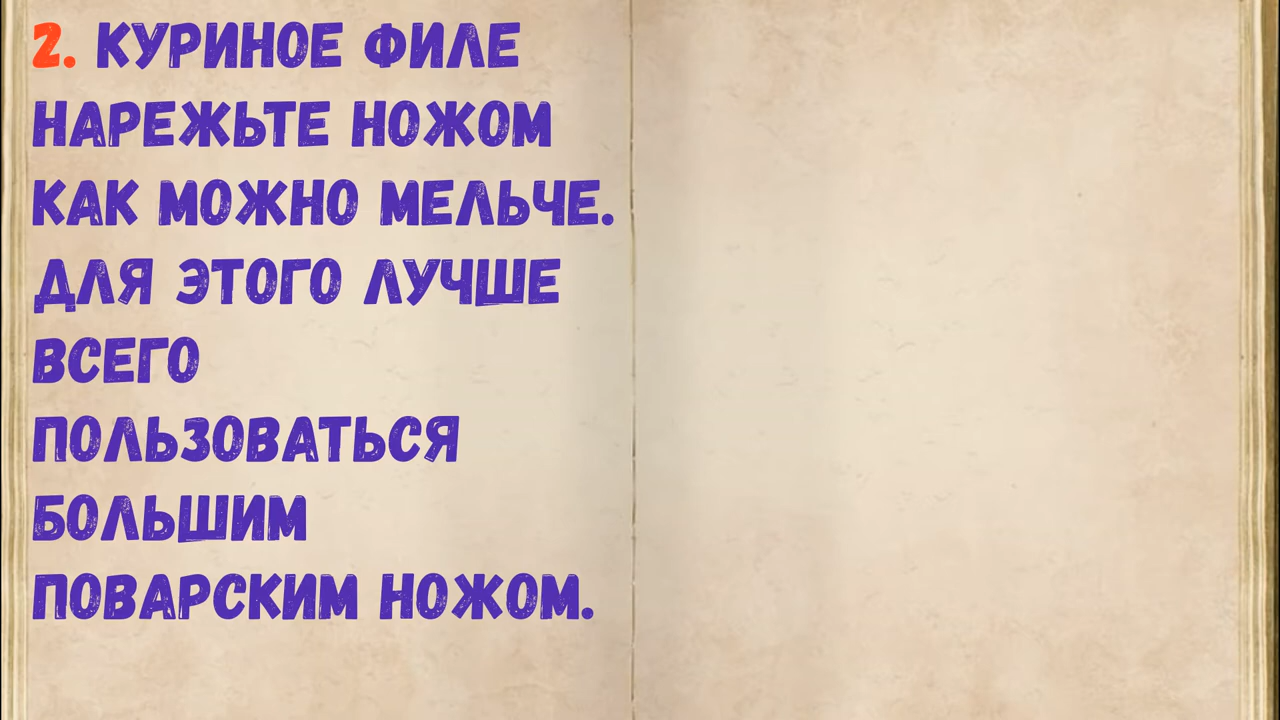 2. КУРИНОЕ ФИЛЕ
НАРЕЖЬТЕ НОЖОМ
КАК МОЖНО МЕЛЬЧЕ.
ДЛЯ ЭТОГО ЛУЧШЕ
ВСЕГО
ПОЛЬЗОВАТЬСЯ
БОЛЬШИМ
ПОВАРСКИМ НОЖОМ.